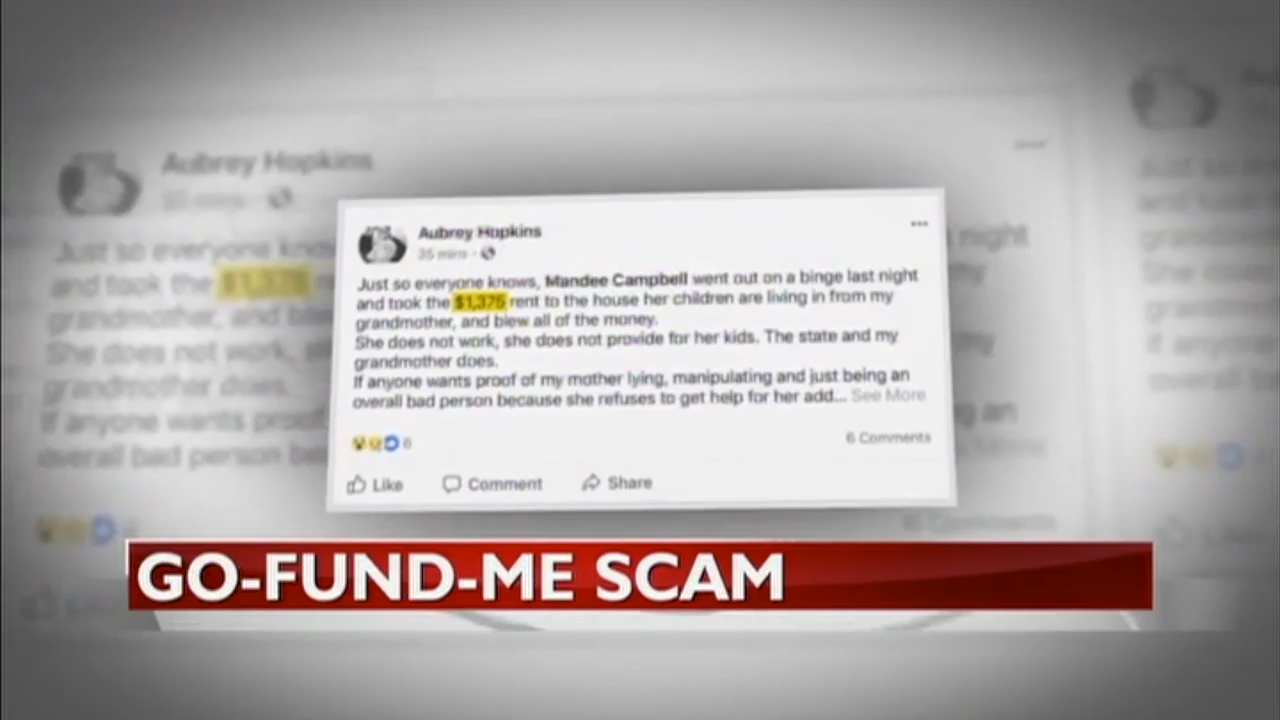 Aubrey Hopkins
Aubrey Hopkins
35 mins
Just so everyone knows, Mandee Campbell went out on a binge last night
and took the $1,375 rent to the house her children are living in from my
grandmother, and blew all of the money.
She does not work, she does not provide for her kids. The state and my
grandmother does.
If anyone wants proof of my mother lying, manipulating and just being an
overall bad person because she refuses to get help for her add... See More
6
6 Comments
Like Comment Share
GO-FUND-ME SCAM